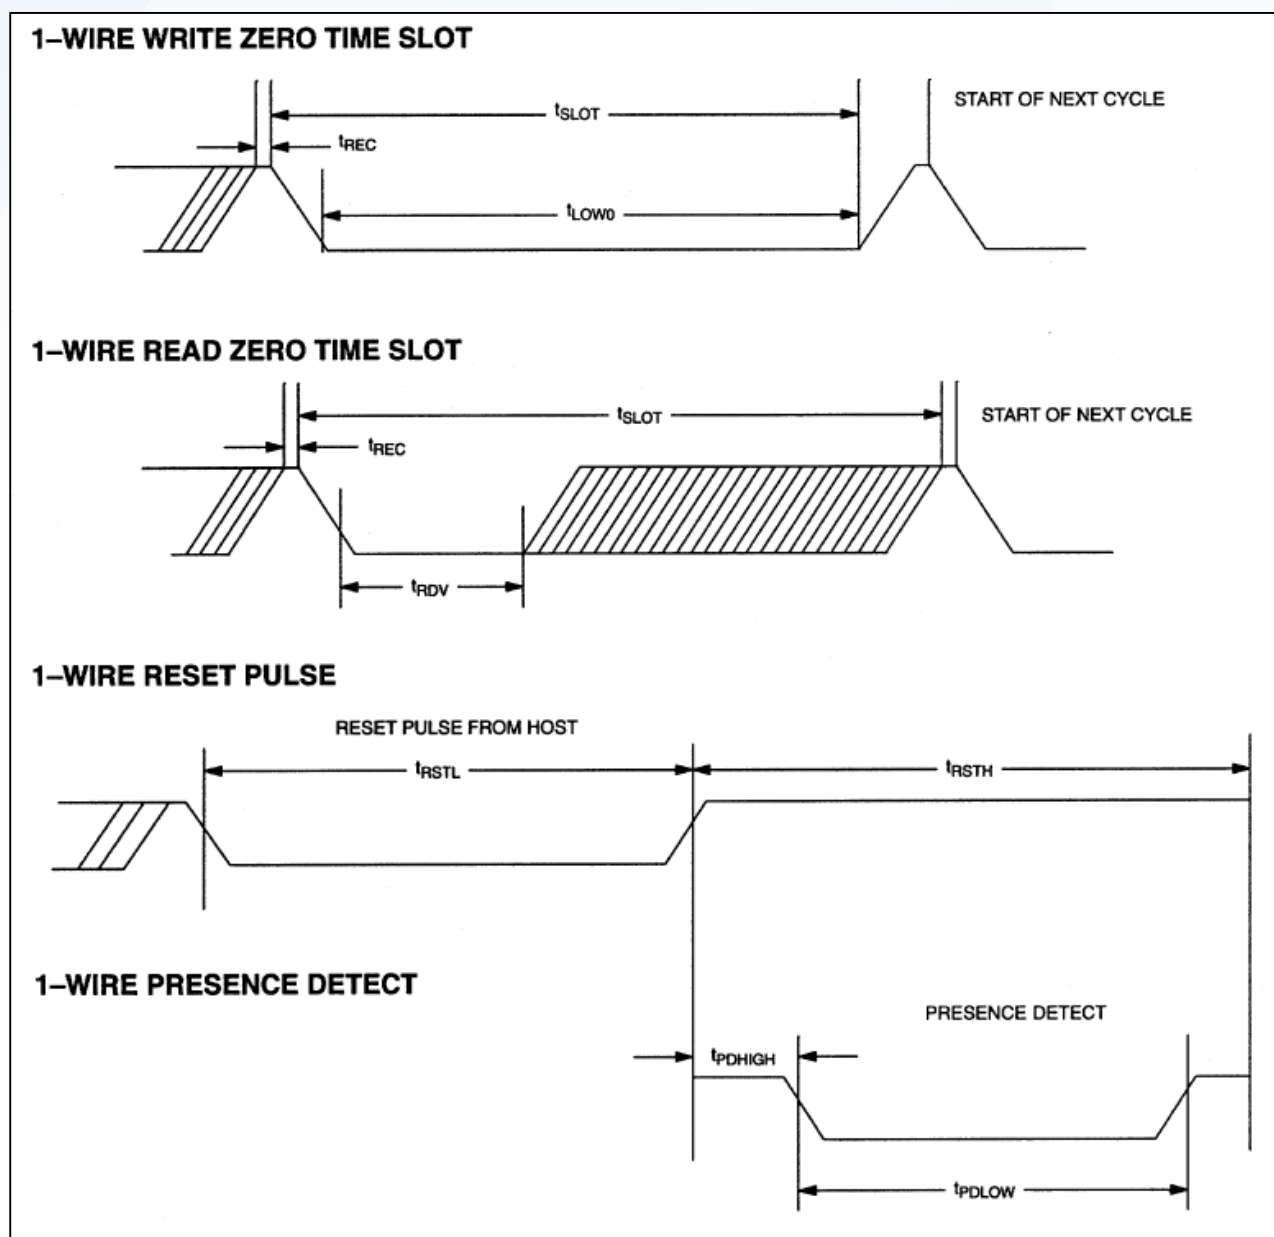 1–WIRE WRITE ZERO TIME SLOT
tSLOT
START OF NEXT CYCLE
tREC
tLOW0
1–WIRE READ ZERO TIME SLOT
tSLOT
START OF NEXT CYCLE
tREC
tRDV
1–WIRE RESET PULSE
RESET PULSE FROM HOST
tRSTL
tRSTH
1–WIRE PRESENCE DETECT
PRESENCE DETECT
tPDHIGH
tPDLOW